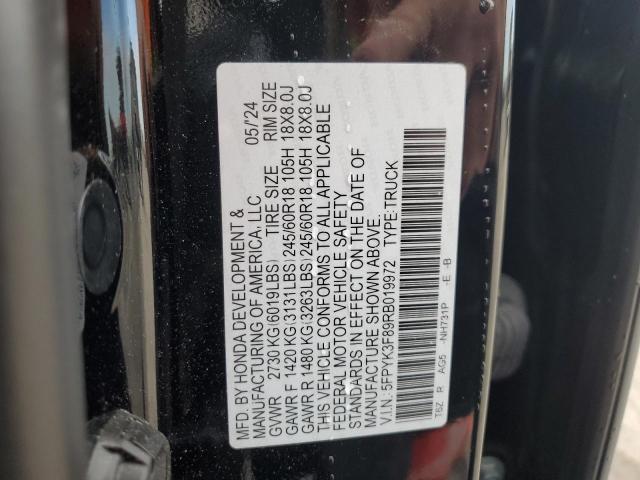 MFD. BY HONDA DEVELOPMENT &
MANUFACTURING OF AMERICA, LLC 05/'24
GVWR 2730 KG(6019LBS) TIRE SIZE RIM SIZE
GAWR F 1420 KG(3131LBS)245/60R18 105H 18X8.0J
GAWR R 1480 KG(3263LBS)245/60R18 105H 18X8.0J
THIS VEHICLE CONFORMS TO ALL APPLICABLE
FEDERAL MOTOR VEHICLE SAFETY
STANDARDS IN EFFECT ON THE DATE OF
MANUFACTURE SHOWN ABOVE.
V.I.N.: 5FPYK3F89RB019972 TYPE:TRUCK
T6Z R AG5 -NH731P -E -B